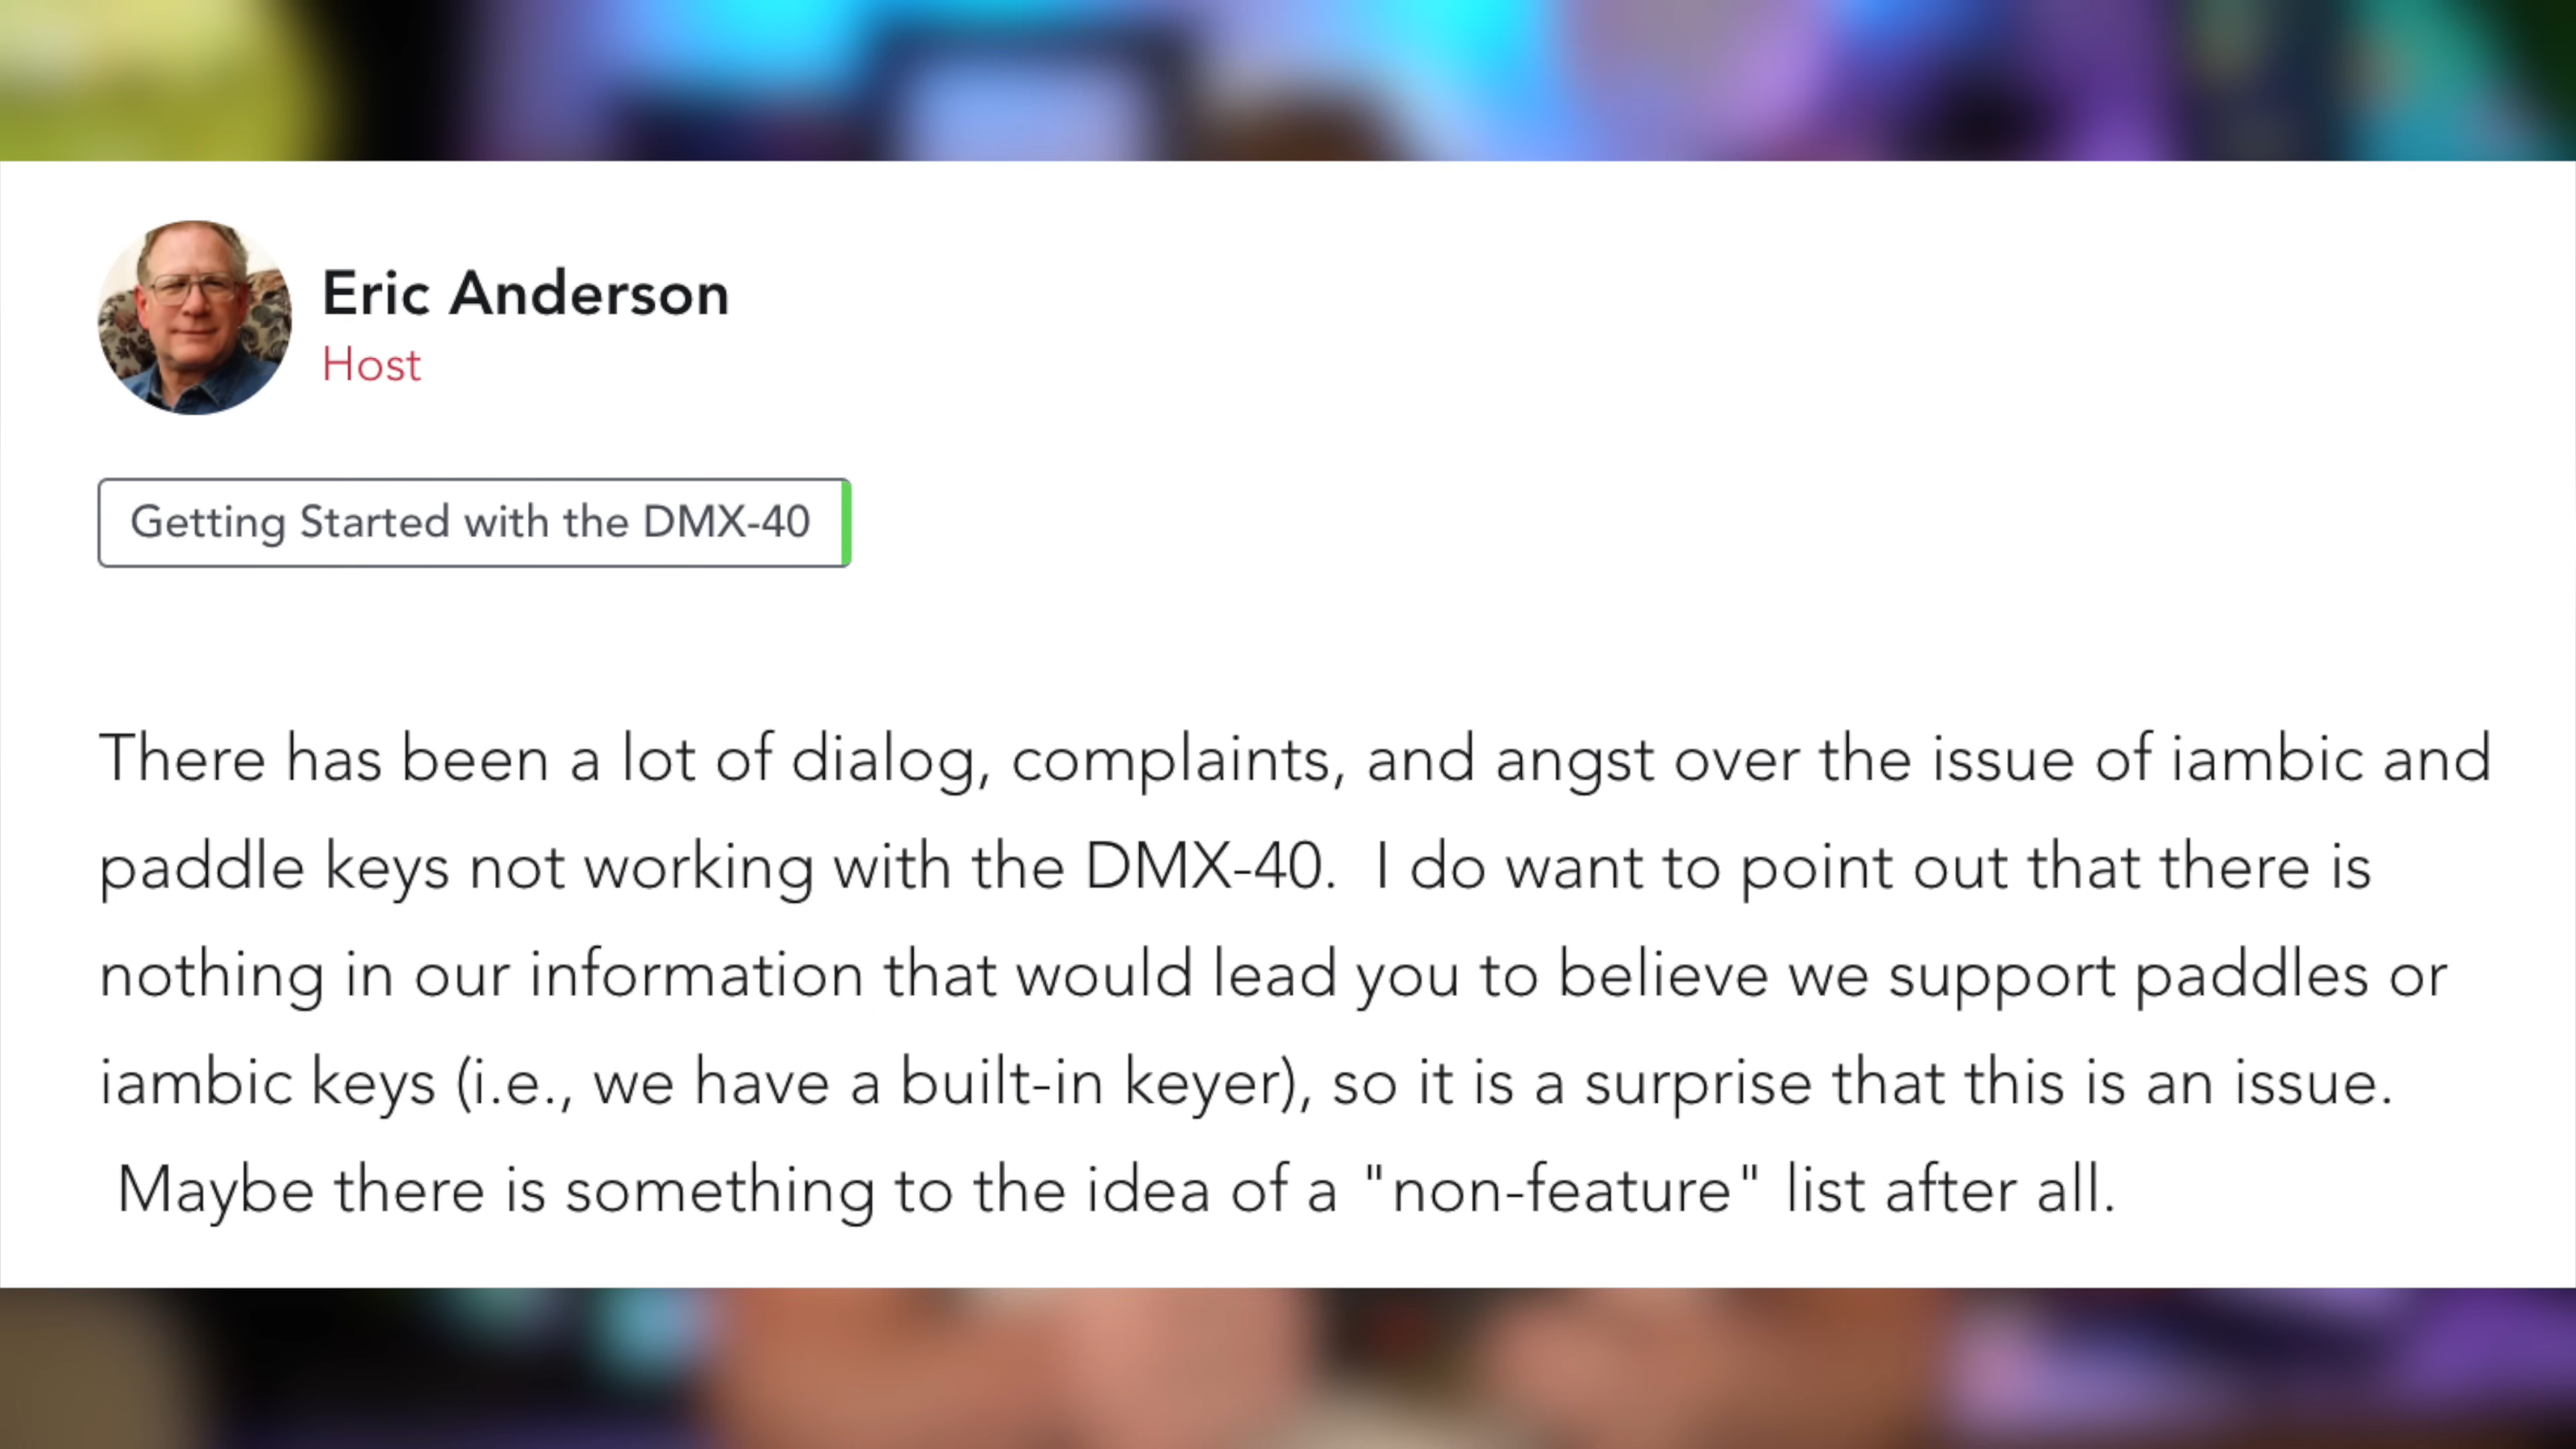 Eric Anderson
Host
Getting Started with the DMX-40
There has been a lot of dialog, complaints, and angst over the issue of iambic and
paddle keys not working with the DMX-40.  I do want to point out that there is
nothing in our information that would lead you to believe we support paddles or
iambic keys (i.e., we have a built-in keyer), so it is a surprise that this is an issue.
Maybe there is something to the idea of a "non-feature" list after all.